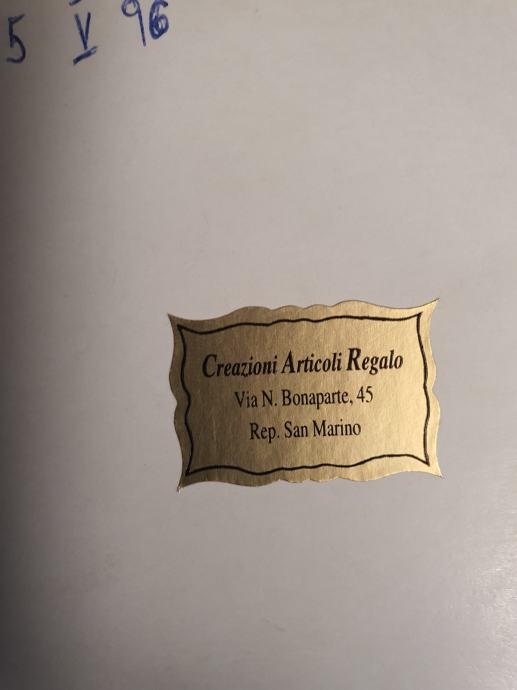 5 V 96
Creazioni Articoli Regalo
Via N. Bonaparte, 45
Rep. San Marino